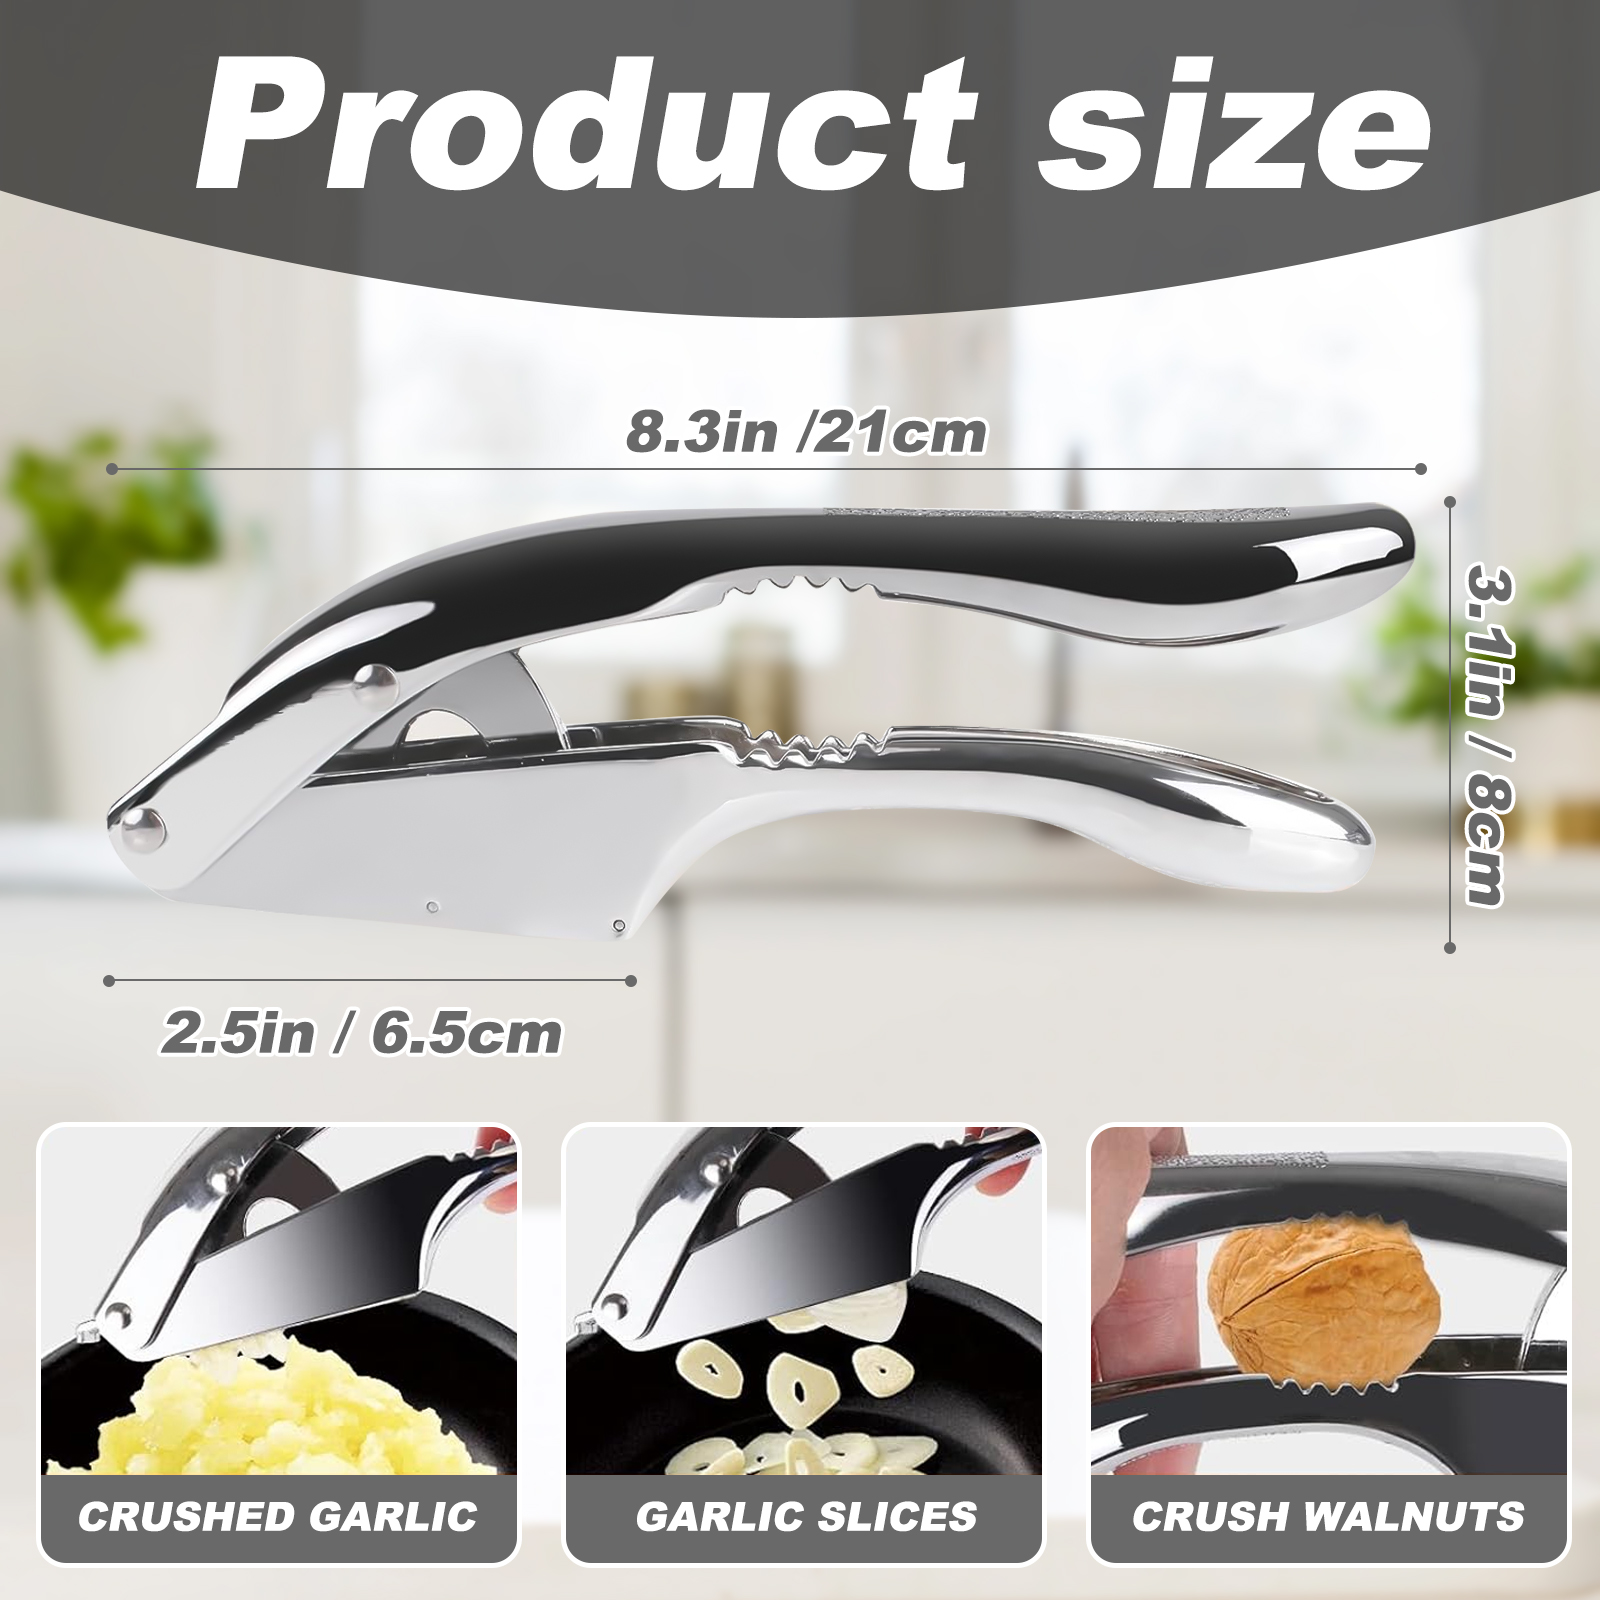 Product size
8.3in /21cm
3.1in / 8cm
2.5in / 6.5cm
CRUSHED GARLIC
GARLIC SLICES
CRUSH WALNUTS